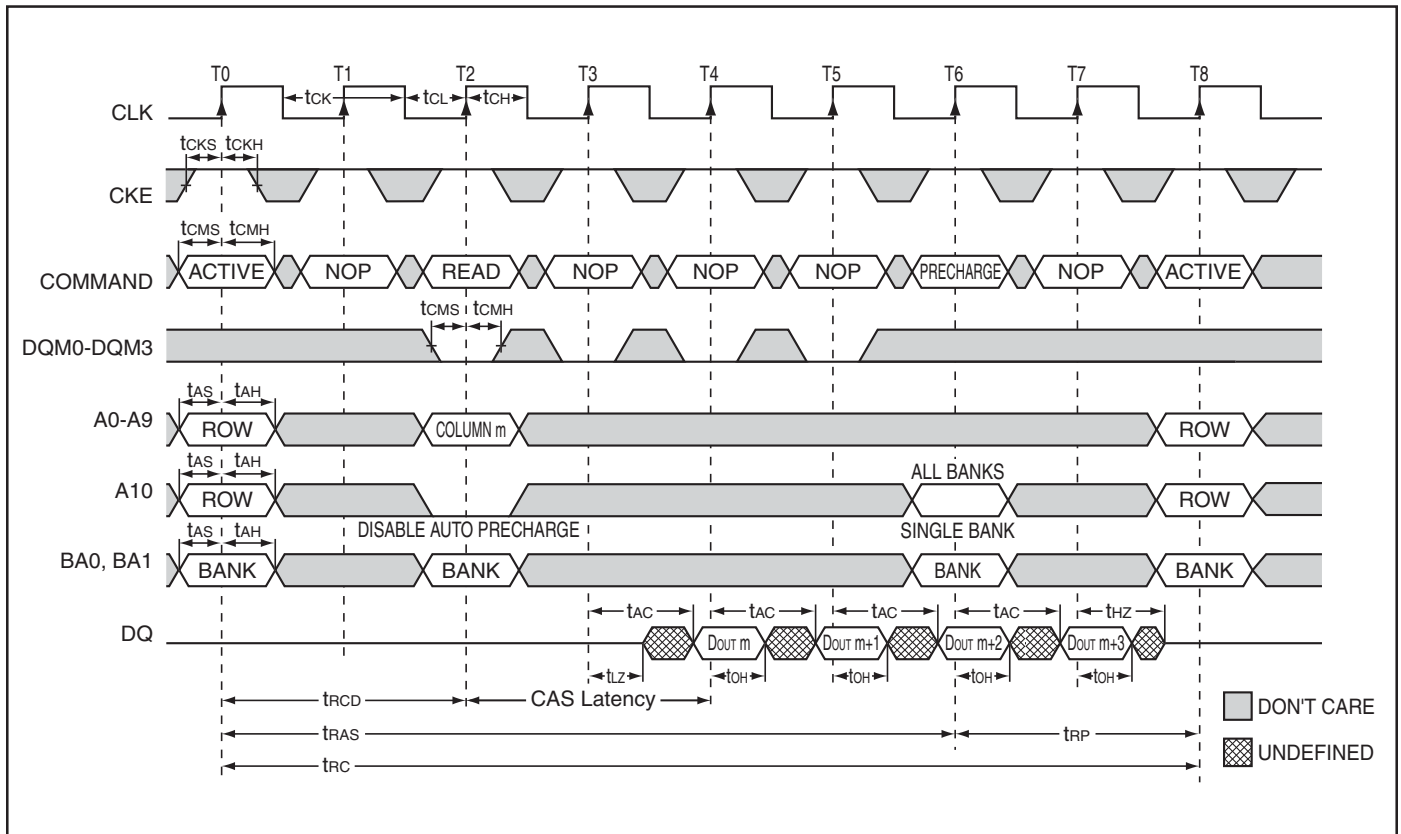 T0 T1 T2 T3 T4 T5 T6 T7 T8
CLK tCK tCL tCH
tCKS tCKH
CKE
tCMS tCMH
COMMAND ACTIVE NOP READ NOP NOP NOP PRECHARGE NOP ACTIVE
tCMS tCMH
DQM0-DQM3
tAS tAH
A0-A9 ROW COLUMN m ROW
tAS tAH ALL BANKS
A10 ROW ROW
DISABLE AUTO PRECHARGE SINGLE BANK
tAS tAH
BA0, BA1 BANK BANK BANK BANK
tAC tAC tAC tAC tHZ
DQ DOUT m DOUT m+1 DOUT m+2 DOUT m+3
tLZ tOH tOH tOH tOH
tRCD CAS Latency
DON'T CARE
tRAS tRP
UNDEFINED
tRC